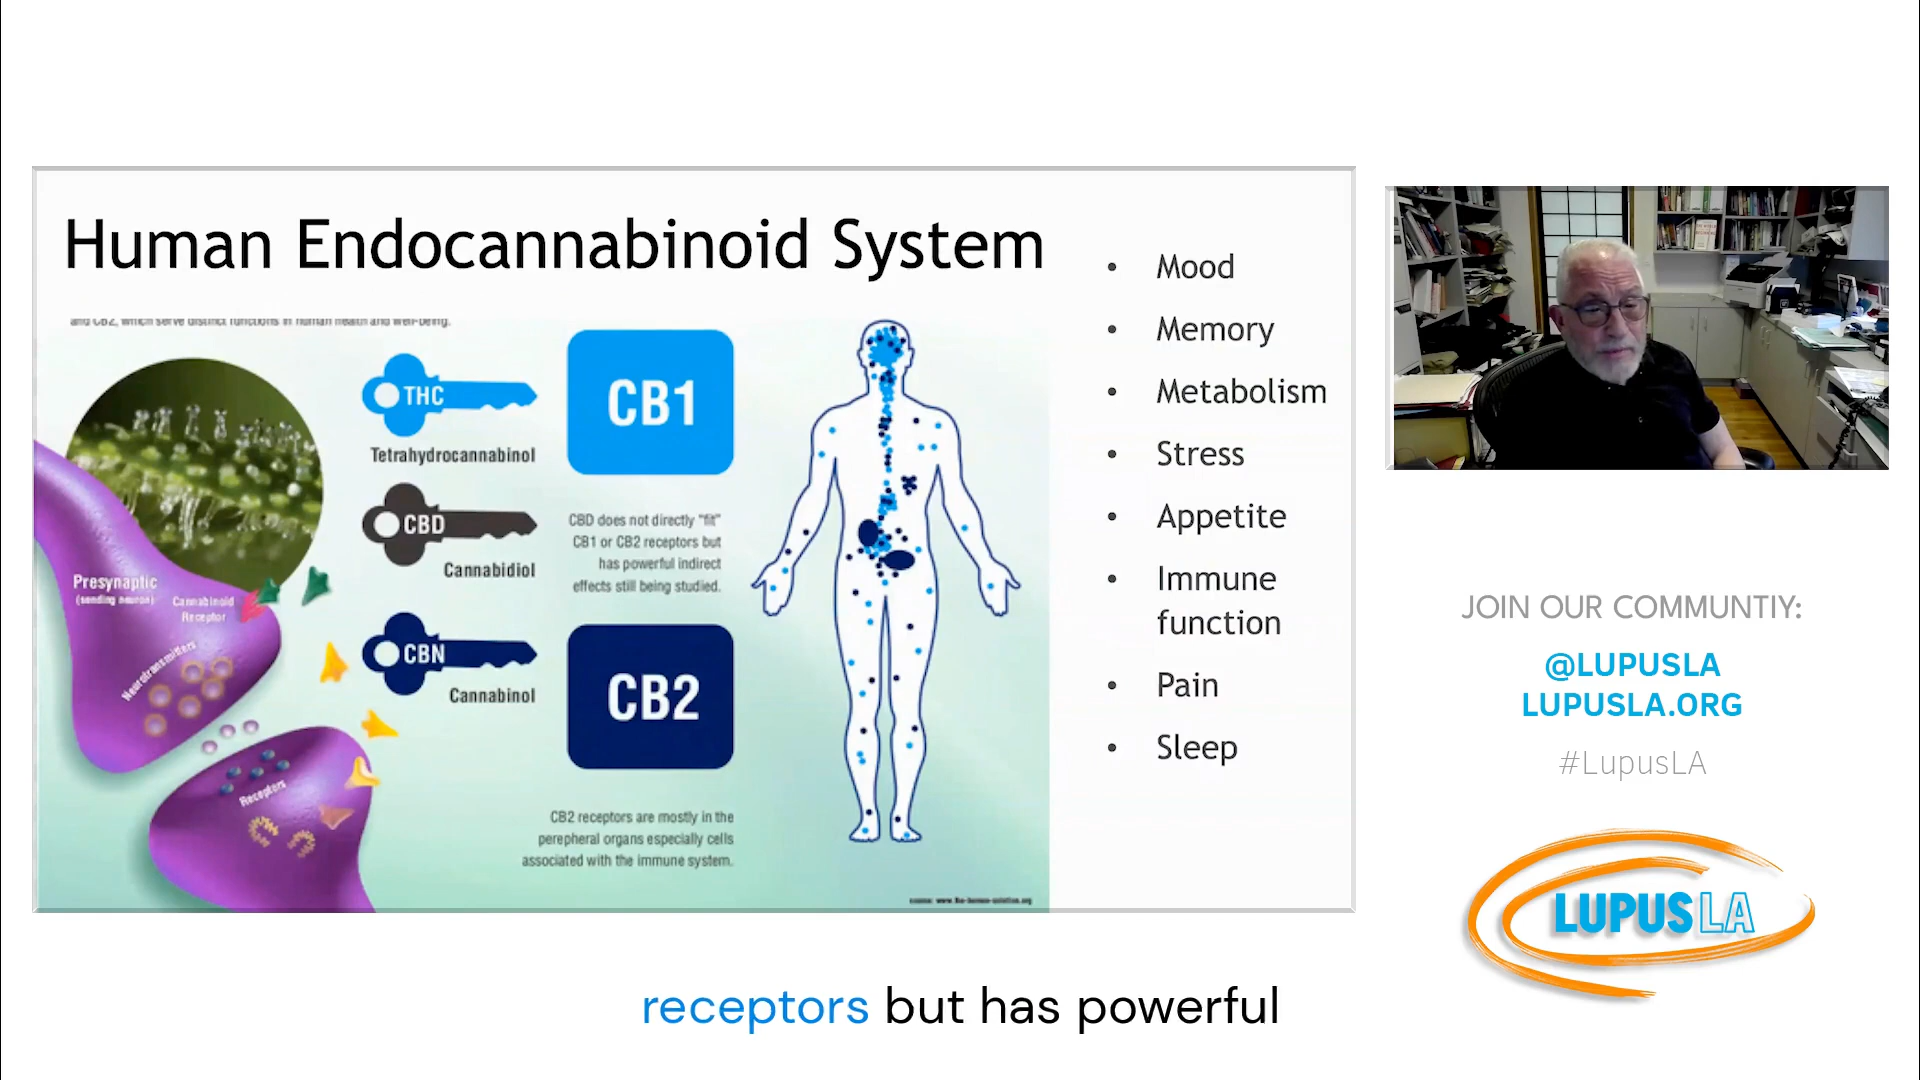 Human Endocannabinoid System
and CB2, which serve distinct functions in human health and well-being.
THC
Tetrahydrocannabinol
CB1
CBD
Cannabidiol
CBD does not directly "fit"
CB1 or CB2 receptors but
has powerful indirect
effects still being studied.
CBN
Cannabinol
CB2
CB2 receptors are mostly in the
perepheral organs especially cells
associated with the immune system.
Presynaptic
(sending neuron)
Cannabinoid
Receptor
Neurotransmitters
Receptors
source: www.the-human-solution.org
• Mood
• Memory
• Metabolism
• Stress
• Appetite
• Immune
function
• Pain
• Sleep
JOIN OUR COMMUNTIY:
@LUPUSLA
LUPUSLA.ORG
#LupusLA
LUPUS LA
receptors but has powerful